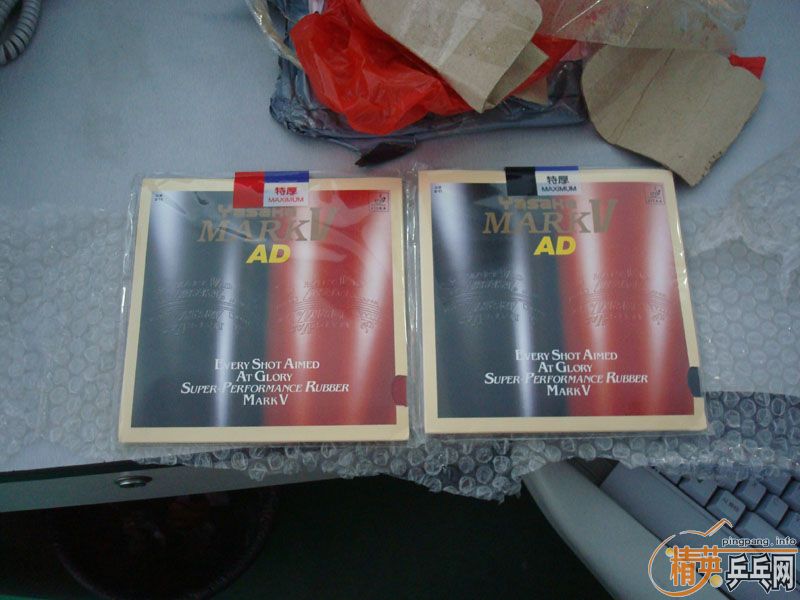 特厚
MAXIMUM
Yasaka
MARK V
AD
EVERY SHOT AIMED
AT GLORY
SUPER-PERFORMANCE RUBBER
MARK V
特厚
MAXIMUM
Yasaka
MARK V
AD
EVERY SHOT AIMED
AT GLORY
SUPER-PERFORMANCE RUBBER
MARK V
pingpang.info
精英乒乓网